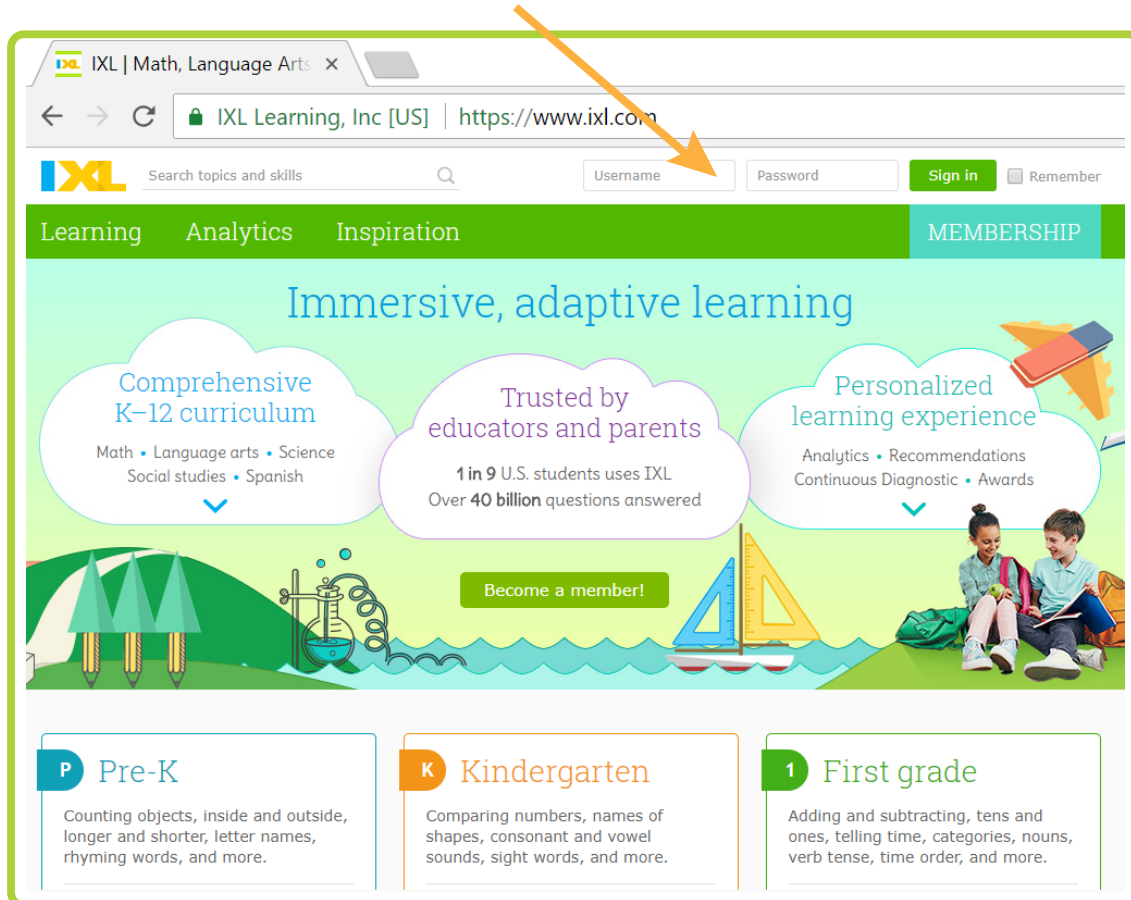 IXL | Math, Language Arts
IXL Learning, Inc [US] | https://www.ixl.com
IXL
Search topics and skills
Username
Password
Sign in
Remember
Learning
Analytics
Inspiration
MEMBERSHIP
Immersive, adaptive learning
Comprehensive
K–12 curriculum
Math • Language arts • Science
Social studies • Spanish
Trusted by
educators and parents
1 in 9 U.S. students uses IXL
Over 40 billion questions answered
Personalized
learning experience
Analytics • Recommendations
Continuous Diagnostic • Awards
Become a member!
P Pre-K
Counting objects, inside and outside,
longer and shorter, letter names,
rhyming words, and more.
K Kindergarten
Comparing numbers, names of
shapes, consonant and vowel
sounds, sight words, and more.
1 First grade
Adding and subtracting, tens and
ones, telling time, categories, nouns,
verb tense, time order, and more.